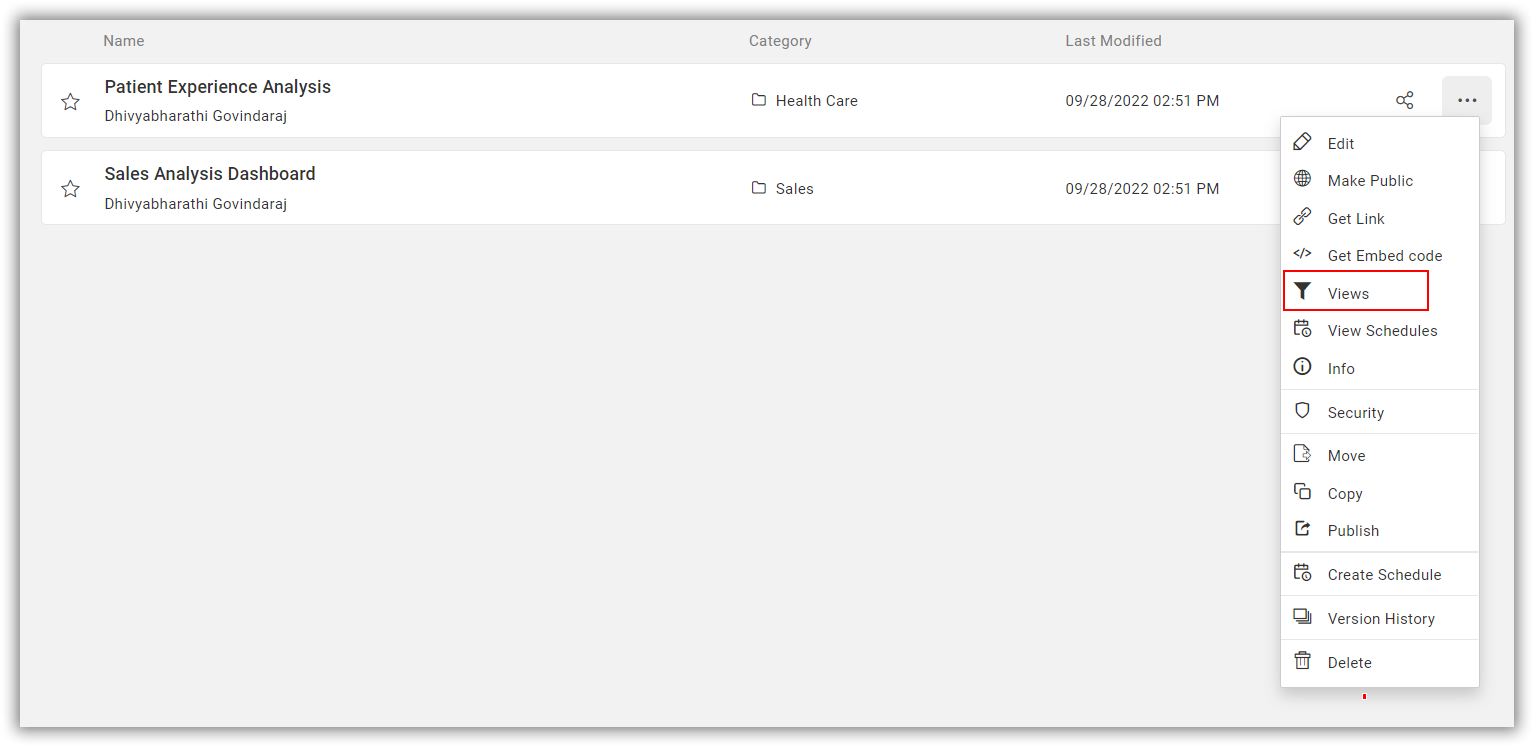 Name Category Last Modified
Patient Experience Analysis
Dhivyabharathi Govindaraj
Health Care
09/28/2022 02:51 PM
Sales Analysis Dashboard
Dhivyabharathi Govindaraj
Sales
09/28/2022 02:51 PM
Edit
Make Public
Get Link
Get Embed code
Views
View Schedules
Info
Security
Move
Copy
Publish
Create Schedule
Version History
Delete